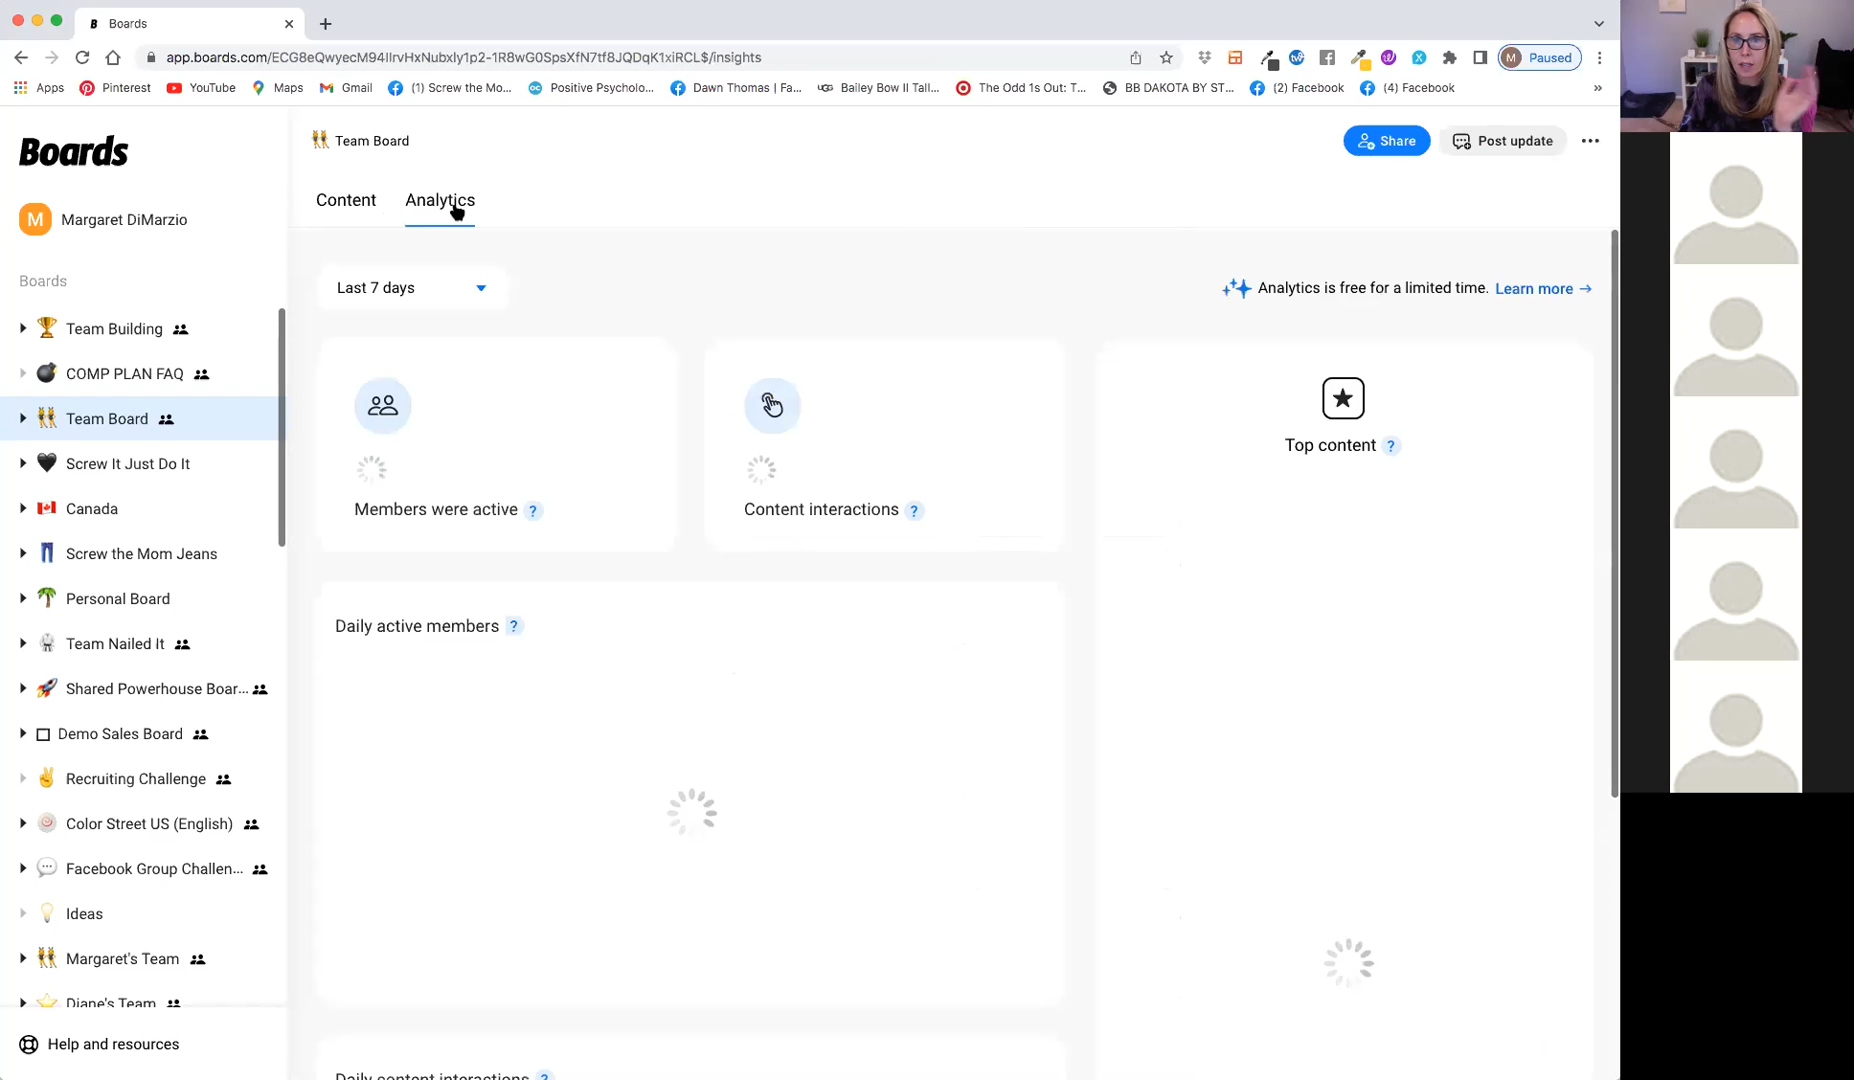 Boards
app.boards.com/ECG8eQwyecM94IIrvHxNubxly1p2-1R8wG0SpsXfN7tf8JQDqK1xiRCL$/insights
M Paused
Apps Pinterest YouTube Maps Gmail (1) Screw the Mo... Positive Psycholo... Dawn Thomas | Fa... Bailey Bow II Tall... The Odd 1s Out: T... BB DAKOTA BY ST... (2) Facebook (4) Facebook »
Boards
M Margaret DiMarzio
Boards
Team Building
COMP PLAN FAQ
Team Board
Screw It Just Do It
Canada
Screw the Mom Jeans
Personal Board
Team Nailed It
Shared Powerhouse Boar...
Demo Sales Board
Recruiting Challenge
Color Street US (English)
Facebook Group Challen...
Ideas
Margaret's Team
Diane's Team
Help and resources
Team Board
Share
Post update
Content Analytics
Last 7 days
Analytics is free for a limited time. Learn more →
Members were active ?
Content interactions ?
Top content ?
Daily active members ?
Daily content interactions ?